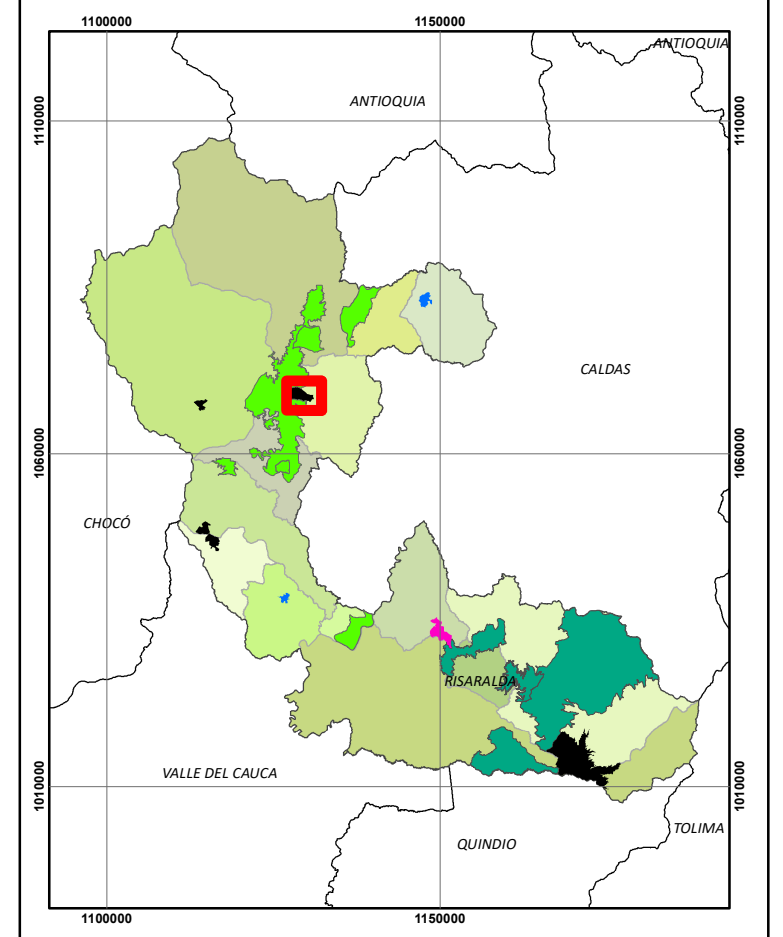 1100000 1150000
ANTIOQUIA
ANTIOQUIA
1110000 1110000
CALDAS
1060000 1060000
CHOCÓ
RISARALDA
VALLE DEL CAUCA
1010000 1010000
TOLIMA
QUINDIO
1100000 1150000